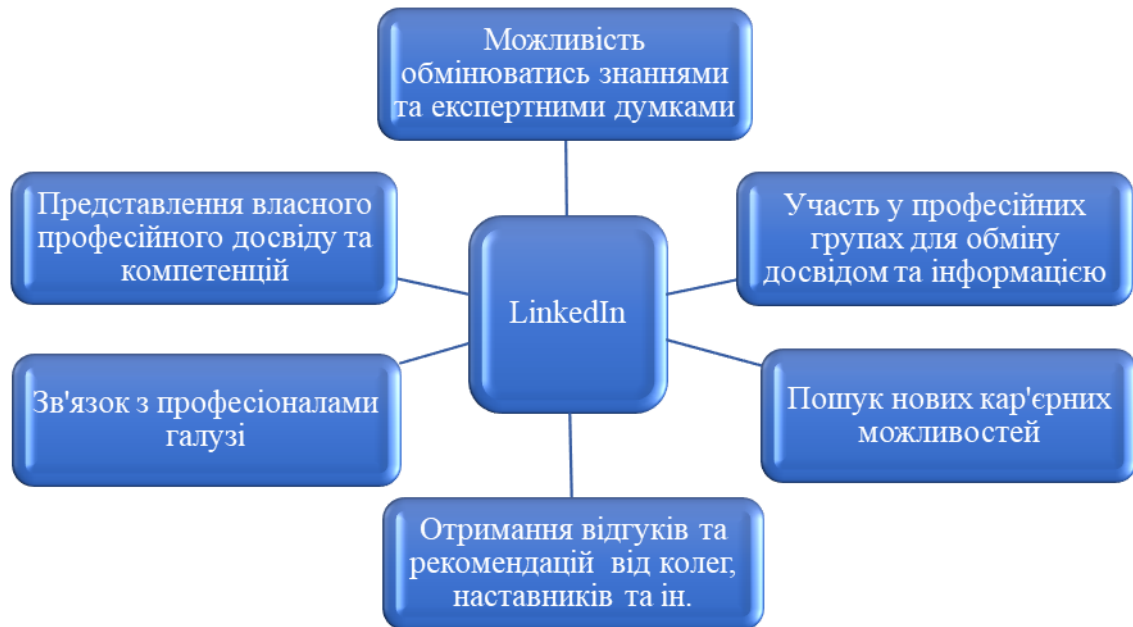 Можливість
обмінюватись знаннями
та експертними думками
Представлення власного
професійного досвіду та
компетенцій
Участь у професійних
групах для обміну
досвідом та інформацією
LinkedIn
Зв'язок з професіоналами
галузі
Пошук нових кар'єрних
можливостей
Отримання відгуків та
рекомендацій від колег,
наставників та ін.